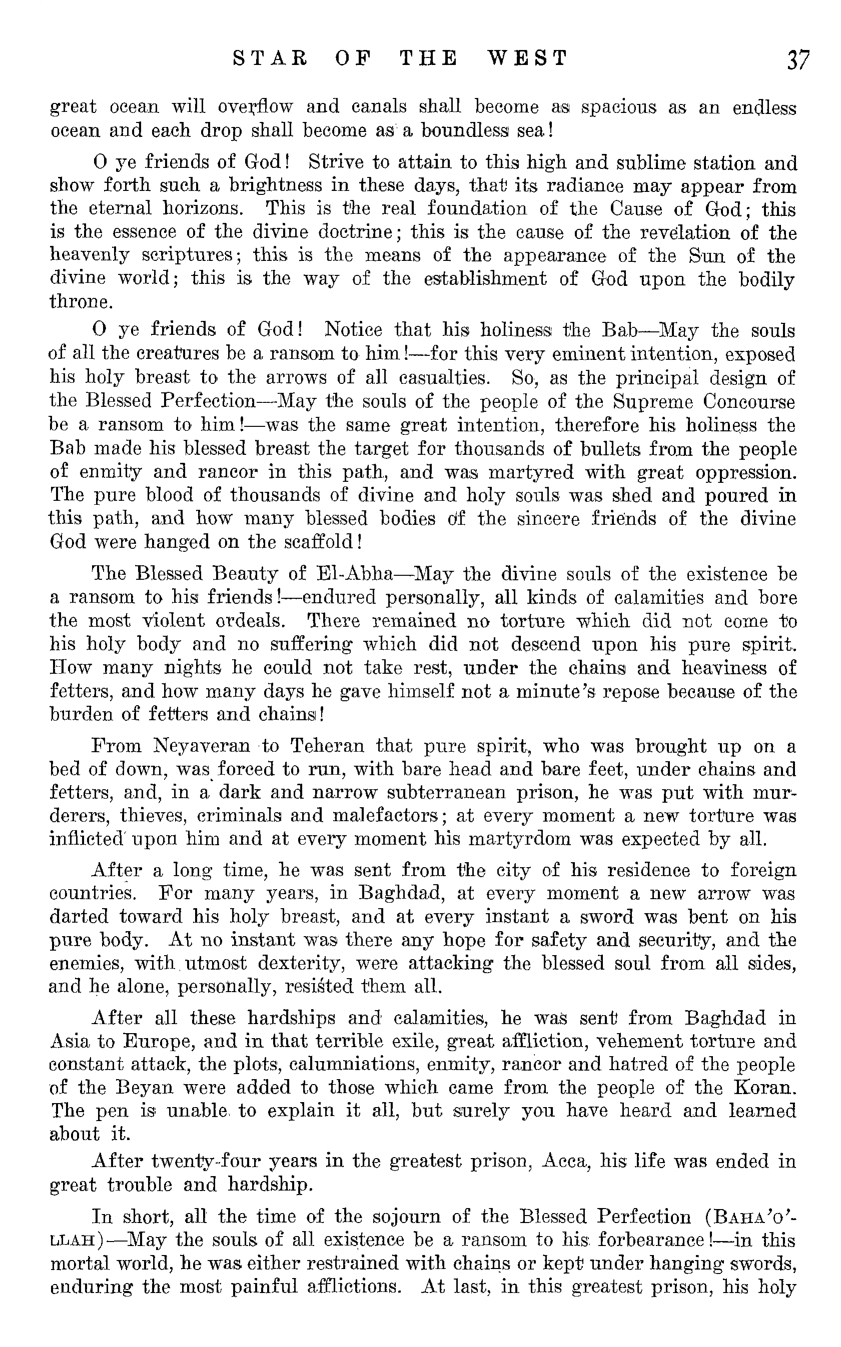 STAR OF THE WEST 37
great ocean will overflow and canals shall become as spacious as an endless
ocean and each drop shall become as a boundless sea!
O ye friends of God! Strive to attain to this high and sublime station and
show forth such a brightness in these days, that its radiance may appear from
the eternal horizons. This is the real foundation of the Cause of God; this
is the essence of the divine doctrine; this is the cause of the revelation of the
heavenly scriptures; this is the means of the appearance of the Sun of the
divine world; this is the way of the establishment of God upon the bodily
throne.
O ye friends of God! Notice that his holiness the Bab—May the souls
of all the creatures be a ransom to him!—for this very eminent intention, exposed
his holy breast to the arrows of all casualties. So, as the principal design of
the Blessed Perfection—May the souls of the people of the Supreme Concourse
be a ransom to him!—was the same great intention, therefore his holiness the
Bab made his blessed breast the target for thousands of bullets from the people
of enmity and rancor in this path, and was martyred with great oppression.
The pure blood of thousands of divine and holy souls was shed and poured in
this path, and how many blessed bodies of the sincere friends of the divine
God were hanged on the scaffold!
The Blessed Beauty of El-Abha—May the divine souls of the existence be
a ransom to his friends!—endured personally, all kinds of calamities and bore
the most violent ordeals. There remained no torture which did not come to
his holy body and no suffering which did not descend upon his pure spirit.
How many nights he could not take rest, under the chains and heaviness of
fetters, and how many days he gave himself not a minute's repose because of the
burden of fetters and chains!
From Neyaveran to Teheran that pure spirit, who was brought up on a
bed of down, was forced to run, with bare head and bare feet, under chains and
fetters, and, in a dark and narrow subterranean prison, he was put with mur-
derers, thieves, criminals and malefactors; at every moment a new torture was
inflicted upon him and at every moment his martyrdom was expected by all.
After a long time, he was sent from the city of his residence to foreign
countries. For many years, in Baghdad, at every moment a new arrow was
darted toward his holy breast, and at every instant a sword was bent on his
pure body. At no instant was there any hope for safety and security, and the
enemies, with utmost dexterity, were attacking the blessed soul from all sides,
and he alone, personally, resisted them all.
After all these hardships and calamities, he was sent from Baghdad in
Asia to Europe, and in that terrible exile, great affliction, vehement torture and
constant attack, the plots, calumniations, enmity, rancor and hatred of the people
of the Beyan were added to those which came from the people of the Koran.
The pen is unable to explain it all, but surely you have heard and learned
about it.
After twenty-four years in the greatest prison, Acca, his life was ended in
great trouble and hardship.
In short, all the time of the sojourn of the Blessed Perfection (BAHA'O'-
LLAH)—May the souls of all existence be a ransom to his forbearance!—in this
mortal world, he was either restrained with chains or kept under hanging swords,
enduring the most painful afflictions. At last, in this greatest prison, his holy